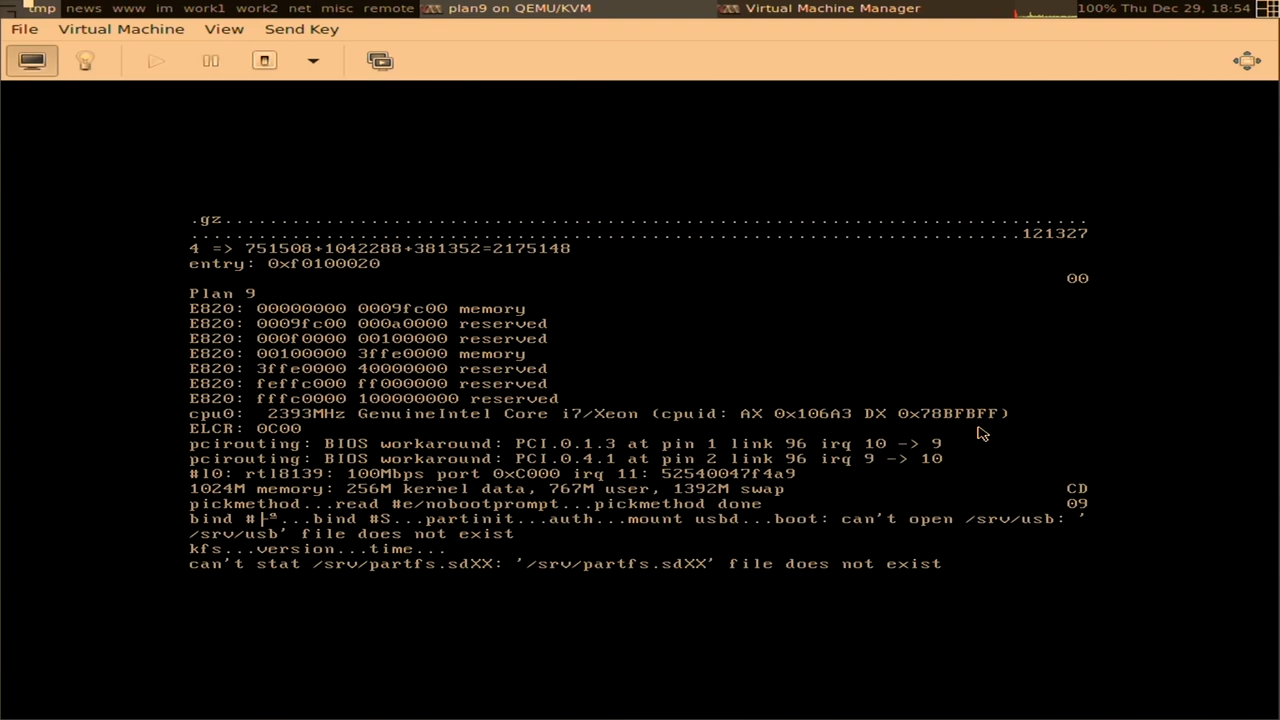 tmp news www im work1 work2 net misc remote plan9 on QEMU/KVM Virtual Machine Manager 100% Thu Dec 29, 18:54
File Virtual Machine View Send Key
.gz................................................................................
..........................................................................121327
4 => 751508+1042288+381352=2175148
entry: 0xf0100020
00
Plan 9
E820: 00000000 0009fc00 memory
E820: 0009fc00 000a0000 reserved
E820: 000f0000 00100000 reserved
E820: 00100000 3ffe0000 memory
E820: 3ffe0000 40000000 reserved
E820: feffc000 ff000000 reserved
E820: fffc0000 100000000 reserved
cpu0:  2393MHz GenuineIntel Core i7/Xeon (cpuid: AX 0x106A3 DX 0x78BFBFF)
ELCR: 0C00
pcirouting: BIOS workaround: PCI.0.1.3 at pin 1 link 96 irq 10 -> 9
pcirouting: BIOS workaround: PCI.0.4.1 at pin 2 link 96 irq 9 -> 10
#l0: rtl8139: 100Mbps port 0xC000 irq 11: 52540047f4a9
1024M memory: 256M kernel data, 767M user, 1392M swap CD
pickmethod...read #e/nobootprompt...pickmethod done 09
bind #├ª...bind #S...partinit...auth...mount usbd...boot: can't open /srv/usb: '
/srv/usb' file does not exist
kfs...version...time...
can't stat /srv/partfs.sdXX: '/srv/partfs.sdXX' file does not exist